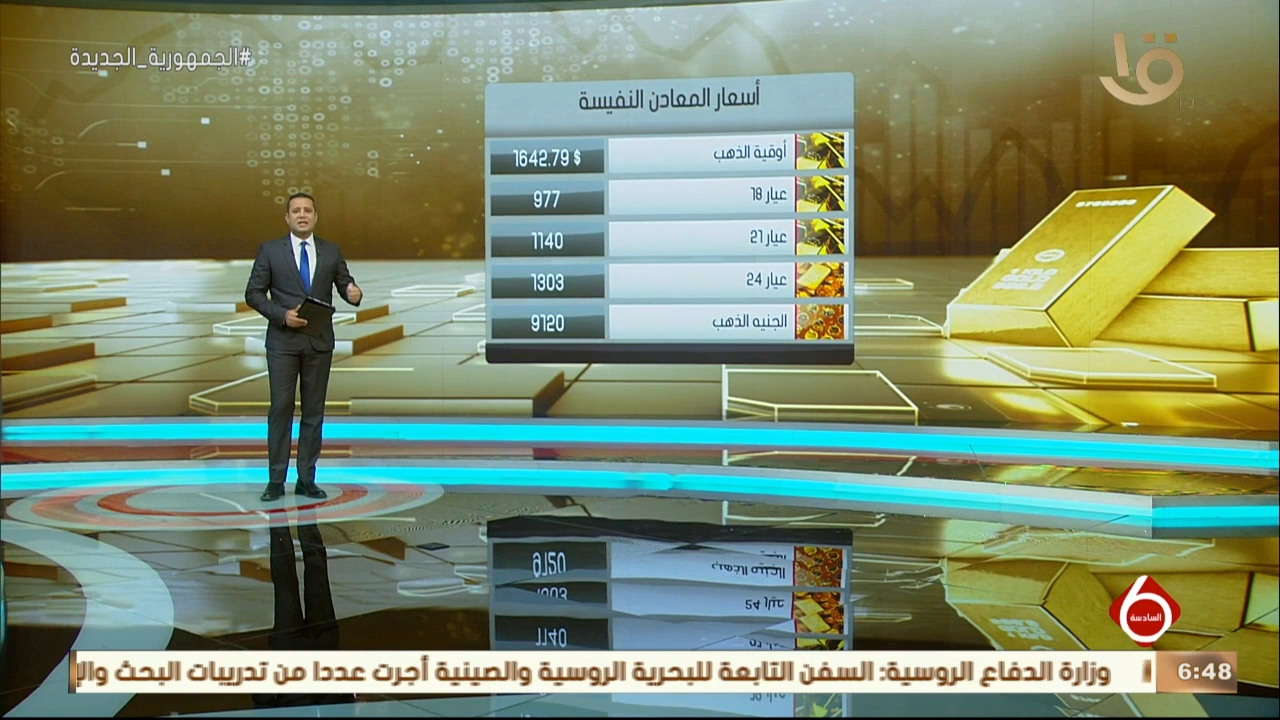 #الجمهورية_الجديدة
أسعار المعادن النفيسة
أوقية الذهب 1642.79 $
عيار 18 977
عيار 21 1140
عيار 24 1303
الجنيه الذهب 9120
السادسة
6:48 وزارة الدفاع الروسية: السفن التابعة للبحرية الروسية والصينية أجرت عددا من تدريبات البحث